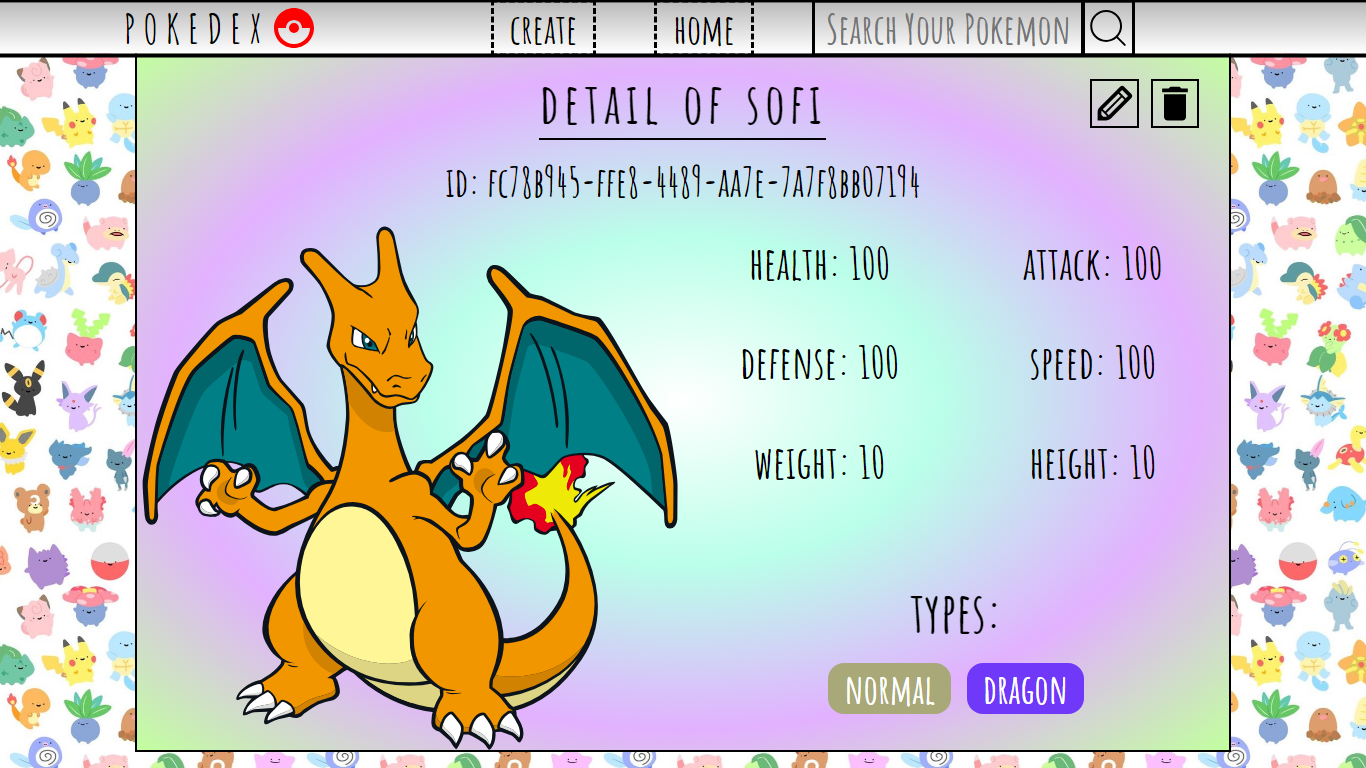 POKEDEX CREATE HOME Search Your Pokemon
DETAIL OF SOFI
ID: FC78B945-FFE8-4489-AA7E-7A7F8BB07194
HEALTH: 100 ATTACK: 100
DEFENSE: 100 SPEED: 100
WEIGHT: 10 HEIGHT: 10
TYPES:
NORMAL DRAGON